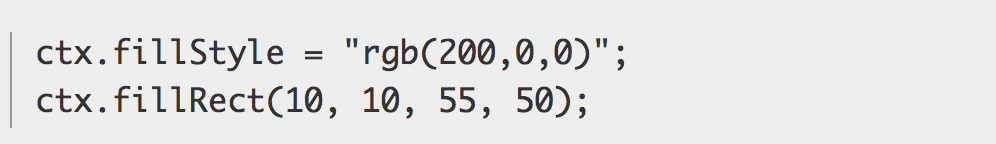 ctx.fillStyle = "rgb(200,0,0)";
ctx.fillRect(10, 10, 55, 50);